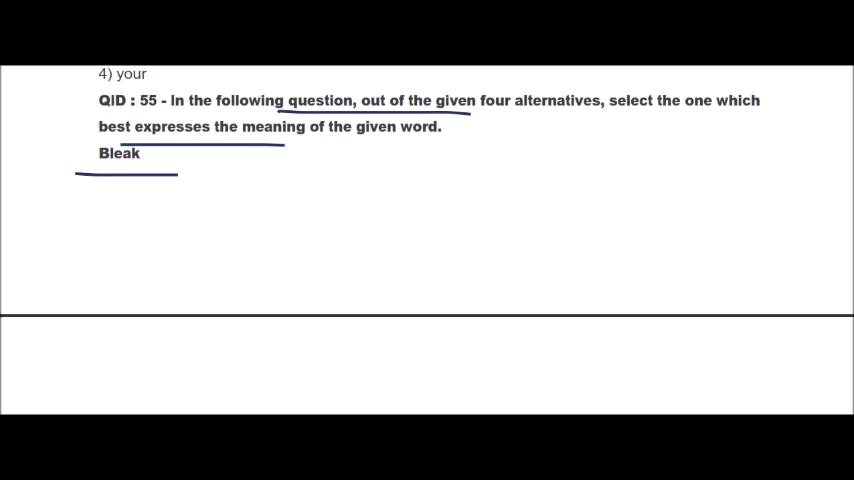 4) your
QID : 55 - In the following question, out of the given four alternatives, select the one which
best expresses the meaning of the given word.
Bleak